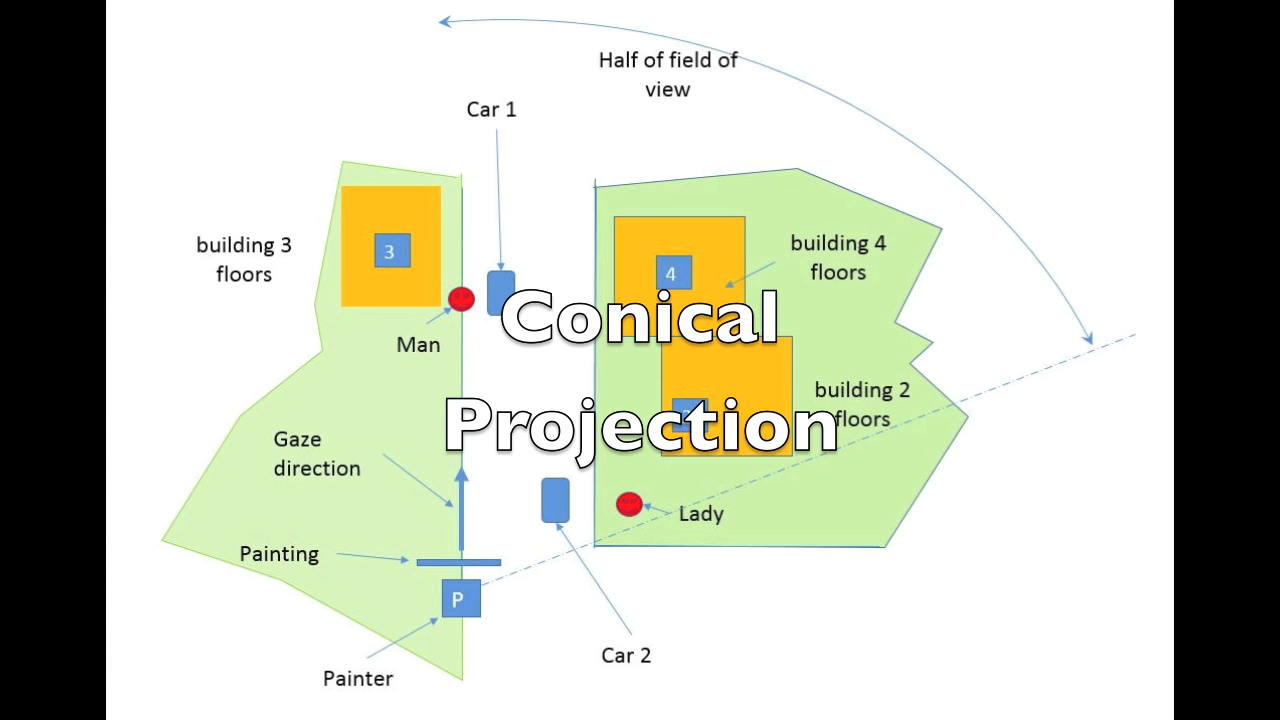 Half of field of
view
Car 1
building 3
floors
3
building 4
floors
4
Man
Conical
Projection
building 2
floors
Gaze
direction
Lady
Painting
P
Painter
Car 2